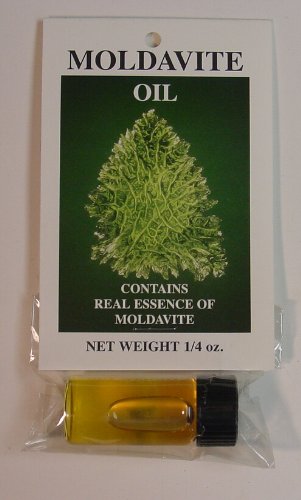 MOLDAVITE
OIL
CONTAINS
REAL ESSENCE OF
MOLDAVITE
NET WEIGHT 1/4 oz.